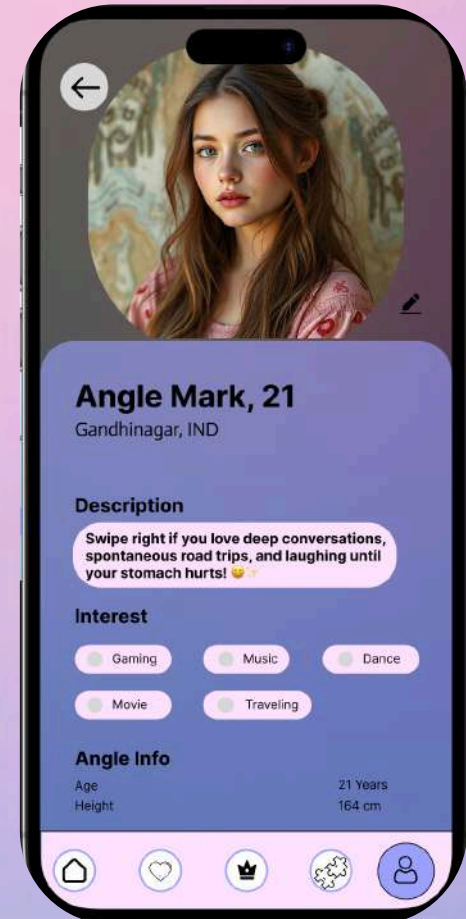 Angle Mark, 21
Gandhinagar, IND
Description
Swipe right if you love deep conversations,
spontaneous road trips, and laughing until
your stomach hurts! 😄✨
Interest
Gaming Music Dance
Movie Traveling
Angle Info
Age 21 Years
Height 164 cm